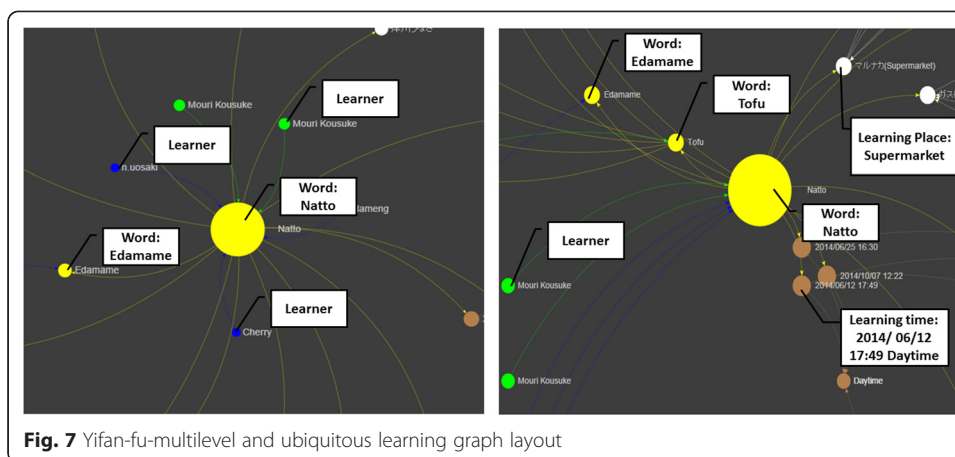 Mouri Kousuke
Learner
Mouri Kousuke
Learner
n.uosaki
Word:
Natto
Natto
Word:
Edamame
Edamame
Learner
Cherry
Word:
Edamame
Edamame
Word:
Tofu
Tofu
マルナカ(Supermarket)
Learning Place:
Supermarket
Natto
Word:
Natto
Learner
Mouri Kousuke
2014/06/25 16:30
2014/10/07 12:22
2014/06/12 17:49
Learning time:
2014/ 06/12
17:49 Daytime
Mouri Kousuke
Daytime
Fig. 7 Yifan-fu-multilevel and ubiquitous learning graph layout